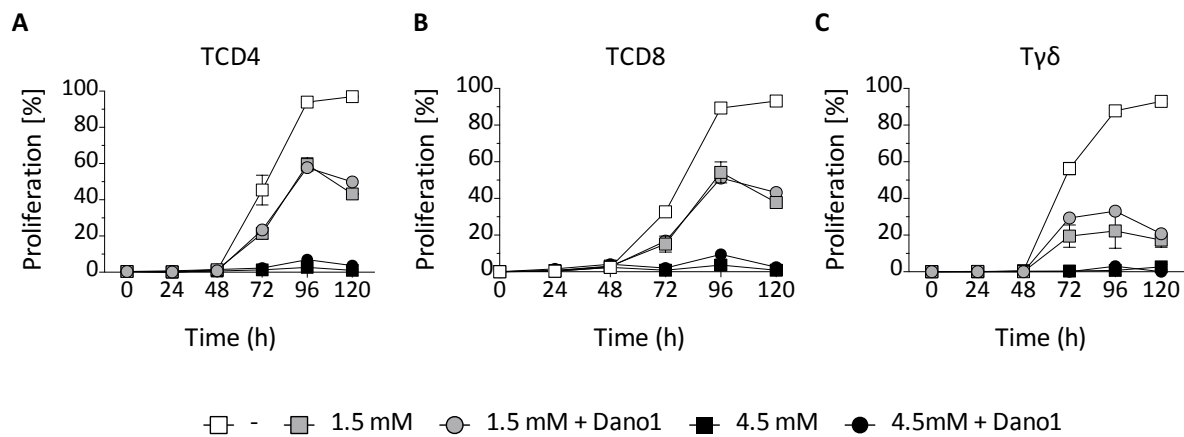 A
B
C
TCD4
TCD8
Tγδ
Proliferation [%]
100
80
60
40
20
0
0 24 48 72 96 120
Time (h)
Proliferation [%]
100
80
60
40
20
0
0 24 48 72 96 120
Time (h)
Proliferation [%]
100
80
60
40
20
0
0 24 48 72 96 120
Time (h)
- 1.5 mM 1.5 mM + Dano1 4.5 mM 4.5mM + Dano1